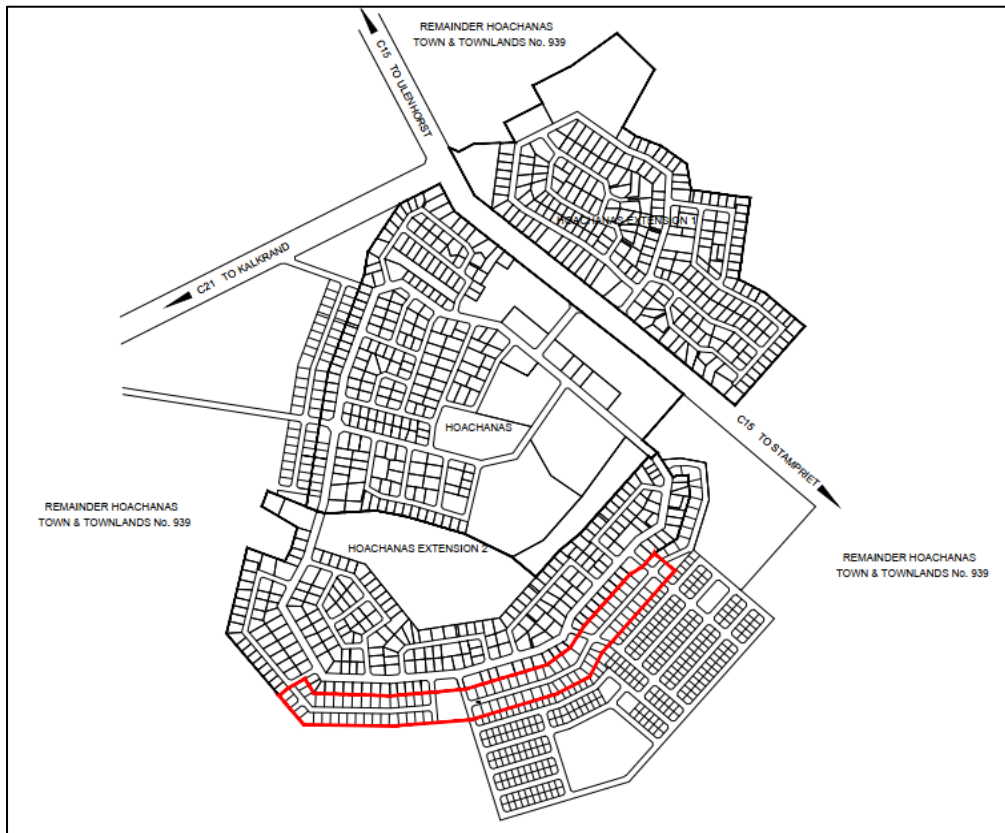 REMAINDER HOACHANAS
TOWN & TOWNLANDS No. 939
C15 TO ULENHORST
HOACHANAS EXTENSION 1
C21 TO KALKRAND
HOACHANAS
C15 TO STAMPRIET
REMAINDER HOACHANAS
TOWN & TOWNLANDS No. 939
HOACHANAS EXTENSION 2
REMAINDER HOACHANAS
TOWN & TOWNLANDS No. 939